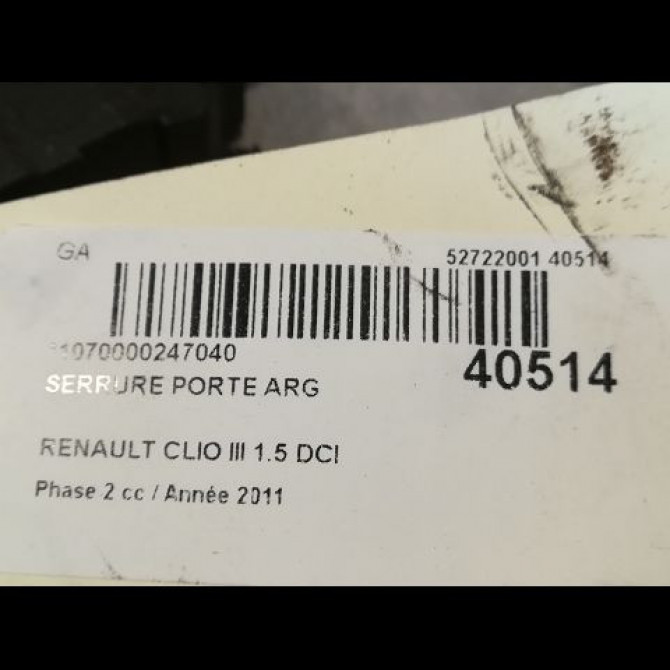 GA
52722001 40514
1070000247040
40514
SERRURE PORTE ARG
RENAULT CLIO III 1.5 DCI
Phase 2 cc / Année 2011